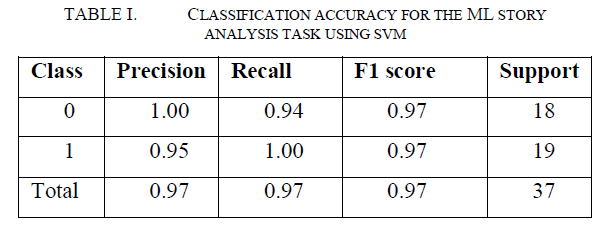 TABLE I. CLASSIFICATION ACCURACY FOR THE ML STORY
ANALYSIS TASK USING SVM
Class Precision Recall F1 score Support
0 1.00 0.94 0.97 18
1 0.95 1.00 0.97 19
Total 0.97 0.97 0.97 37